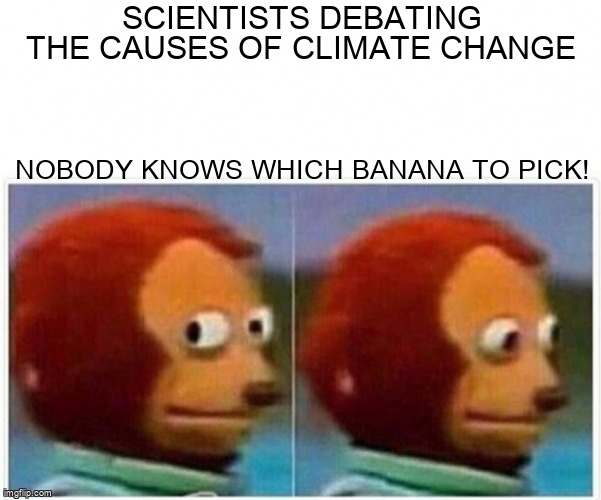 SCIENTISTS DEBATING
THE CAUSES OF CLIMATE CHANGE
NOBODY KNOWS WHICH BANANA TO PICK!
imgflip.com